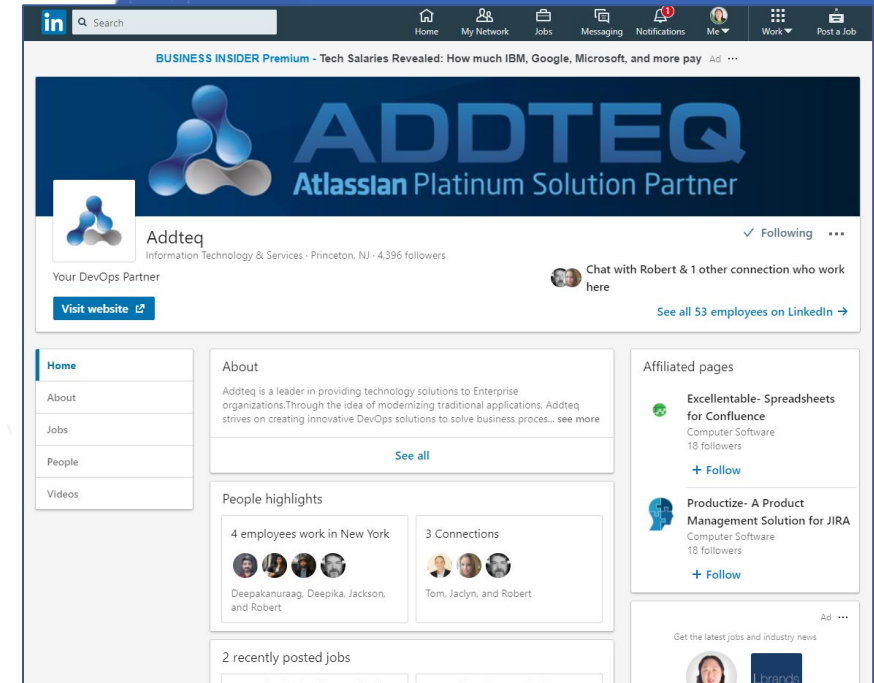 in
Search
Home
My Network
Jobs
Messaging
1
Notifications
Me
Work
Post a Job
BUSINESS INSIDER Premium - Tech Salaries Revealed: How much IBM, Google, Microsoft, and more pay Ad ...
ADDTEQ
Atlassian Platinum Solution Partner
Addteq
Information Technology & Services · Princeton, NJ · 4,396 followers
Your DevOps Partner
Visit website
Following ...
Chat with Robert & 1 other connection who work
here
See all 53 employees on LinkedIn →
Home
About
Jobs
People
Videos
About
Addteq is a leader in providing technology solutions to Enterprise
organizations.Through the idea of modernizing traditional applications. Addteq
strives on creating innovative DevOps solutions to solve business proces... see more
See all
People highlights
4 employees work in New York
Deepakanuraag, Deepika, Jackson,
and Robert
3 Connections
Tom, Jaclyn, and Robert
2 recently posted jobs
Affiliated pages
Excellentable- Spreadsheets
for Confluence
Computer Software
18 followers
+ Follow
Productize- A Product
Management Solution for JIRA
Computer Software
18 followers
+ Follow
Ad ...
Get the latest jobs and industry news